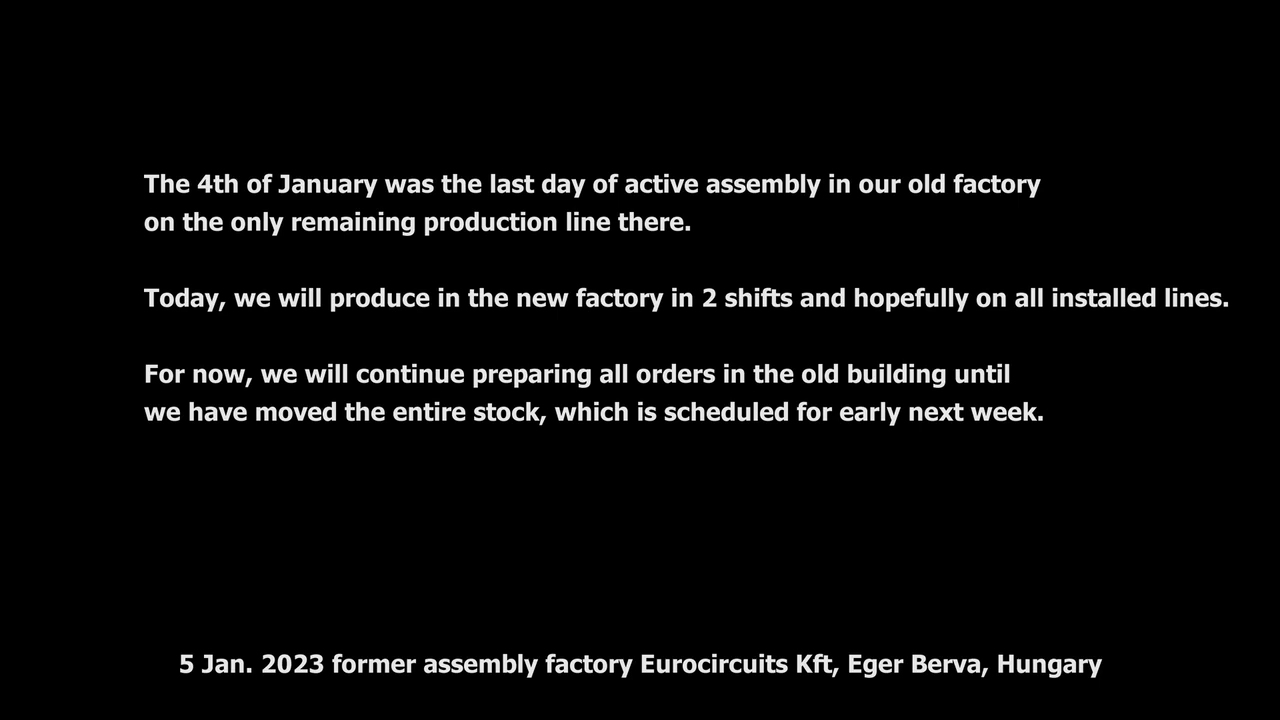 The 4th of January was the last day of active assembly in our old factory
on the only remaining production line there.
Today, we will produce in the new factory in 2 shifts and hopefully on all installed lines.
For now, we will continue preparing all orders in the old building until
we have moved the entire stock, which is scheduled for early next week.
5 Jan. 2023 former assembly factory Eurocircuits Kft, Eger Berva, Hungary